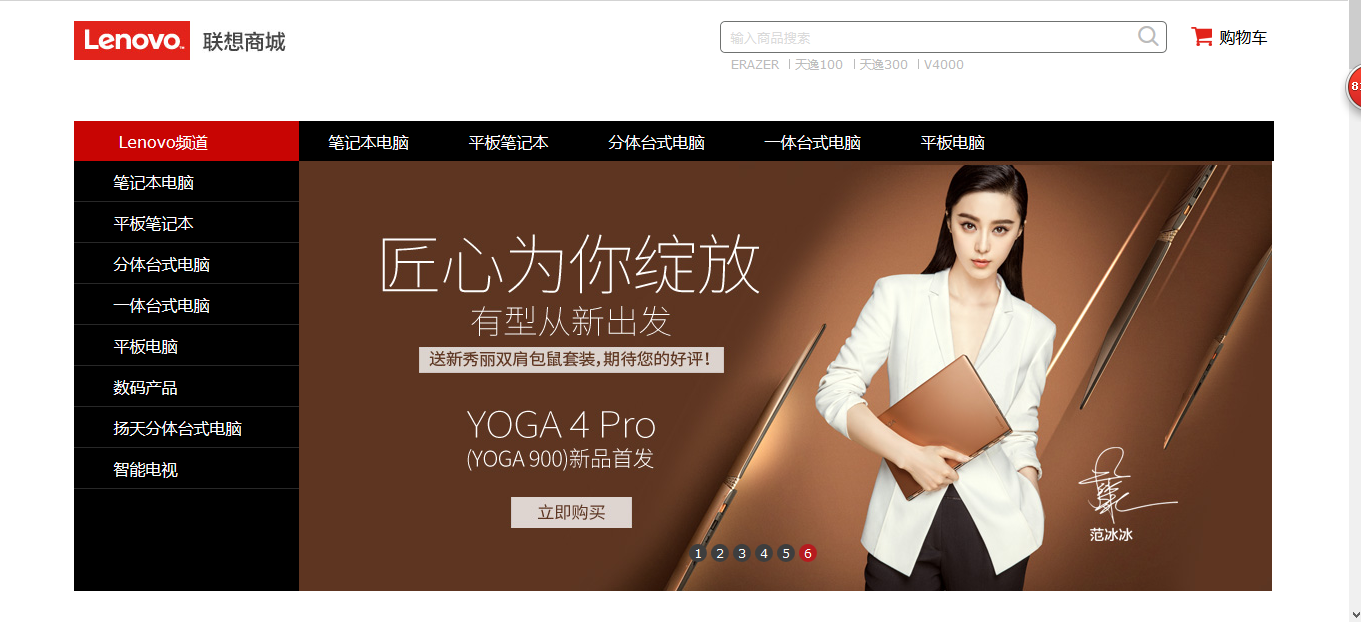 Lenovo 联想商城
输入商品搜索
购物车
ERAZER | 天逸100 | 天逸300 | V4000
Lenovo频道 笔记本电脑 平板笔记本 分体台式电脑 一体台式电脑 平板电脑
笔记本电脑
平板笔记本
分体台式电脑
一体台式电脑
平板电脑
数码产品
扬天分体台式电脑
智能电视
匠心为你绽放
有型从新出发
送新秀丽双肩包鼠套装,期待您的好评!
YOGA 4 Pro
(YOGA 900)新品首发
立即购买
范冰冰
1 2 3 4 5 6